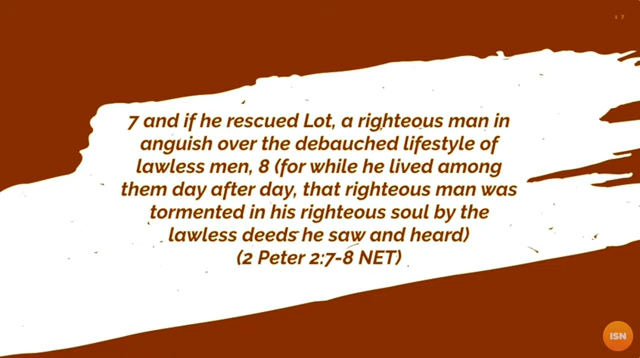 17
7 and if he rescued Lot, a righteous man in
anguish over the debauched lifestyle of
lawless men, 8 (for while he lived among
them day after day, that righteous man was
tormented in his righteous soul by the
lawless deeds he saw and heard)
(2 Peter 2:7-8 NET)
ISN